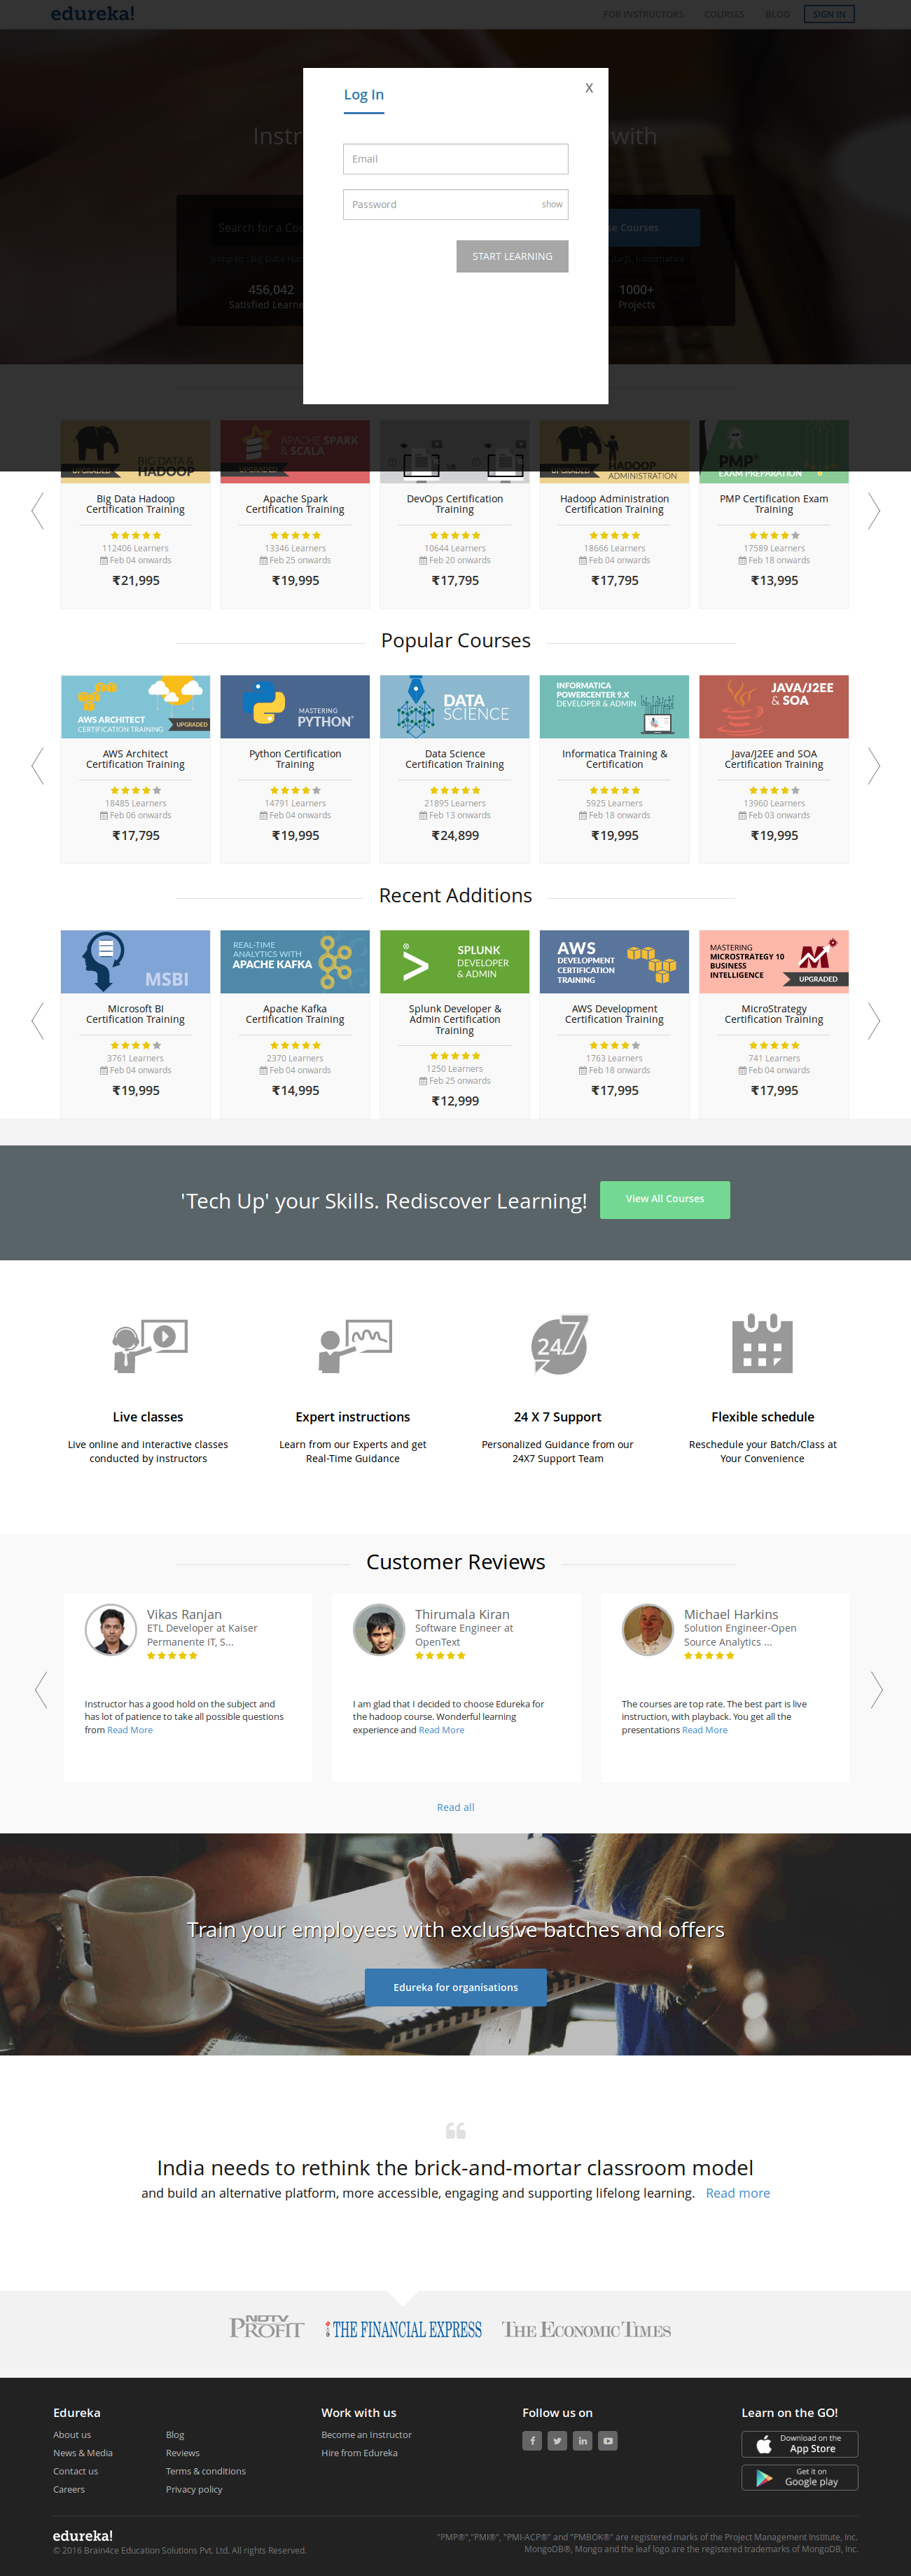 edureka!
FOR INSTRUCTORS COURSES BLOG SIGN IN
Log In X
Instr with
Email
Password show
Search for a Cou se Courses
START LEARNING
456,042 1000+
Satisfied Learne Projects
UPGRADED BIG DATA & HADOOP
UPGRADED APACHE SPARK & SCALA
UPGRADED HADOOP ADMINISTRATION
PMP® EXAM PREPARATION
Big Data Hadoop
Certification Training
112406 Learners
Feb 04 onwards
₹21,995
Apache Spark
Certification Training
13346 Learners
Feb 25 onwards
₹19,995
DevOps Certification
Training
10644 Learners
Feb 20 onwards
₹17,795
Hadoop Administration
Certification Training
18666 Learners
Feb 04 onwards
₹17,795
PMP Certification Exam
Training
17589 Learners
Feb 18 onwards
₹13,995
Popular Courses
AWS ARCHITECT
CERTIFICATION TRAINING UPGRADED
AWS Architect
Certification Training
18485 Learners
Feb 06 onwards
₹17,795
MASTERING
PYTHON®
Python Certification
Training
14791 Learners
Feb 04 onwards
₹19,995
DATA
SCIENCE
Data Science
Certification Training
21895 Learners
Feb 13 onwards
₹24,899
INFORMATICA
POWERCENTER 9.X
DEVELOPER & ADMIN
Informatica Training &
Certification
5925 Learners
Feb 18 onwards
₹19,995
JAVA/J2EE
& SOA
Java/J2EE and SOA
Certification Training
13960 Learners
Feb 03 onwards
₹19,995
Recent Additions
MSBI
Microsoft BI
Certification Training
3761 Learners
Feb 04 onwards
₹19,995
REAL-TIME
ANALYTICS WITH
APACHE KAFKA
Apache Kafka
Certification Training
2370 Learners
Feb 04 onwards
₹14,995
SPLUNK
DEVELOPER
& ADMIN
Splunk Developer &
Admin Certification
Training
1250 Learners
Feb 25 onwards
₹12,999
AWS
DEVELOPMENT
CERTIFICATION
TRAINING
AWS Development
Certification Training
1763 Learners
Feb 18 onwards
₹17,995
MASTERING
MICROSTRATEGY 10
BUSINESS
INTELLIGENCE
UPGRADED
MicroStrategy
Certification Training
741 Learners
Feb 04 onwards
₹17,995
'Tech Up' your Skills. Rediscover Learning! View All Courses
24 7
Live classes
Live online and interactive classes
conducted by instructors
Expert instructions
Learn from our Experts and get
Real-Time Guidance
24 X 7 Support
Personalized Guidance from our
24X7 Support Team
Flexible schedule
Reschedule your Batch/Class at
Your Convenience
Customer Reviews
Vikas Ranjan
ETL Developer at Kaiser
Permanente IT, S...
Instructor has a good hold on the subject and
has lot of patience to take all possible questions
from Read More
Thirumala Kiran
Software Engineer at
OpenText
I am glad that I decided to choose Edureka for
the hadoop course. Wonderful learning
experience and Read More
Michael Harkins
Solution Engineer-Open
Source Analytics ...
The courses are top rate. The best part is live
instruction, with playback. You get all the
presentations Read More
Read all
Train your employees with exclusive batches and offers
Edureka for organisations
India needs to rethink the brick-and-mortar classroom model
and build an alternative platform, more accessible, engaging and supporting lifelong learning. Read more
NDTV PROFIT THE FINANCIAL EXPRESS THE ECONOMIC TIMES
Edureka
About us
News & Media
Contact us
Careers
Blog
Reviews
Terms & conditions
Privacy policy
Work with us
Become an Instructor
Hire from Edureka
Follow us on
Learn on the GO!
Download on the
App Store
Get it on
Google play
edureka!
© 2016 Brain4ce Education Solutions Pvt. Ltd. All rights Reserved.
"PMP®","PMI®", "PMI-ACP®" and "PMBOK®" are registered marks of the Project Management Institute, Inc.
MongoDB®, Mongo and the leaf logo are the registered trademarks of MongoDB, Inc.